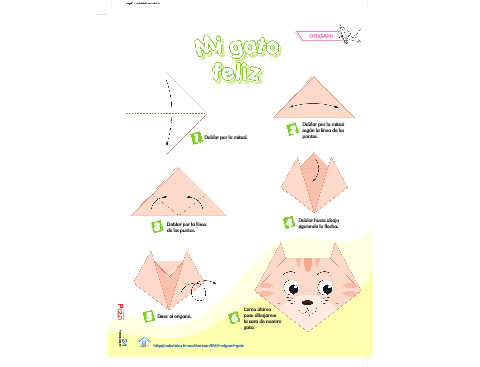 ORIGAMI
Mi gato
feliz
1 Doblar por la mitad.
2 Doblar por la mitad
según la línea de los
puntos.
3 Doblar por la línea
de los puntos.
4 Doblar hacia abajo
siguiendo la flecha.
5 Girar el origami.
6 Como último
paso dibujamos
la cara de nuestro
gato.